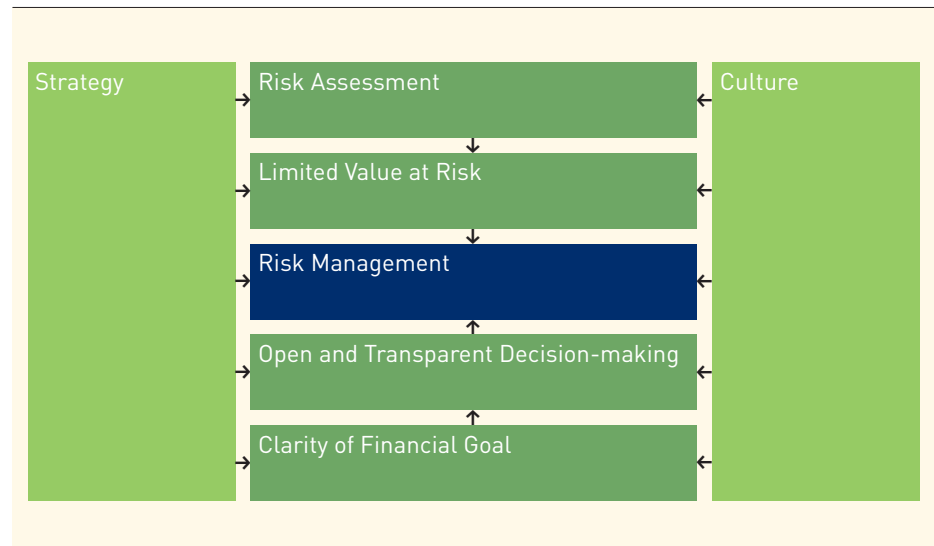 Strategy
Risk Assessment
Culture
Limited Value at Risk
Risk Management
Open and Transparent Decision-making
Clarity of Financial Goal